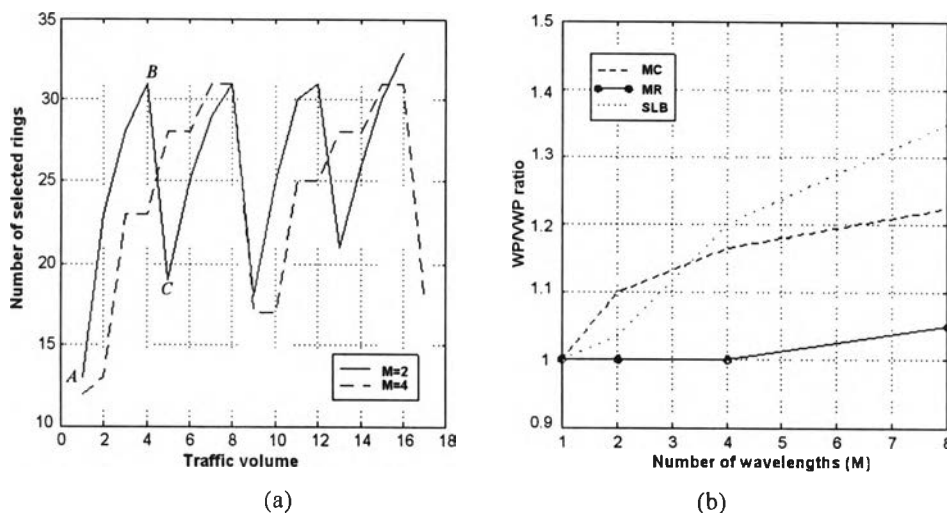 35
30
25
20
15
10
0 2 4 6 8 10 12 14 16 18
Number of selected rings
Traffic volume
A
B
C
M=2
M=4
(a)
1.5
1.4
1.3
1.2
1.1
1
0.9
1 2 3 4 5 6 7 8
WP/VWP ratio
Number of wavelengths (M)
MC
MR
SLB
(b)